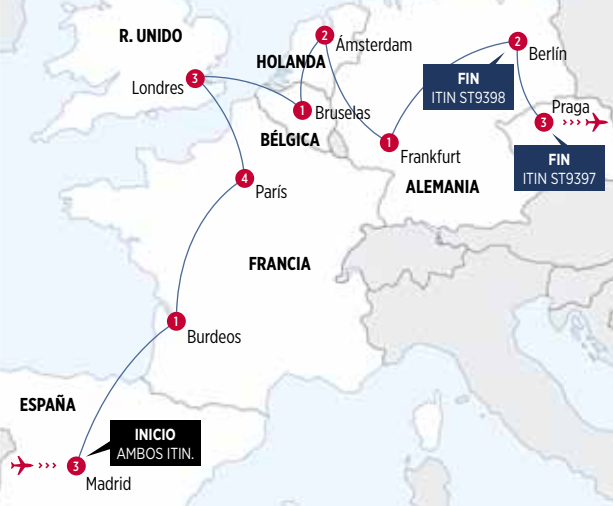 R. UNIDO
2
Ámsterdam
HOLANDA
2
Berlín
FIN
ITIN ST9398
3
Londres
1
Bruselas
BÉLGICA
Praga
3
›››
1
Frankfurt
FIN
ITIN ST9397
4
París
ALEMANIA
FRANCIA
1
Burdeos
ESPAÑA
INICIO
AMBOS ITIN.
›››
3
Madrid